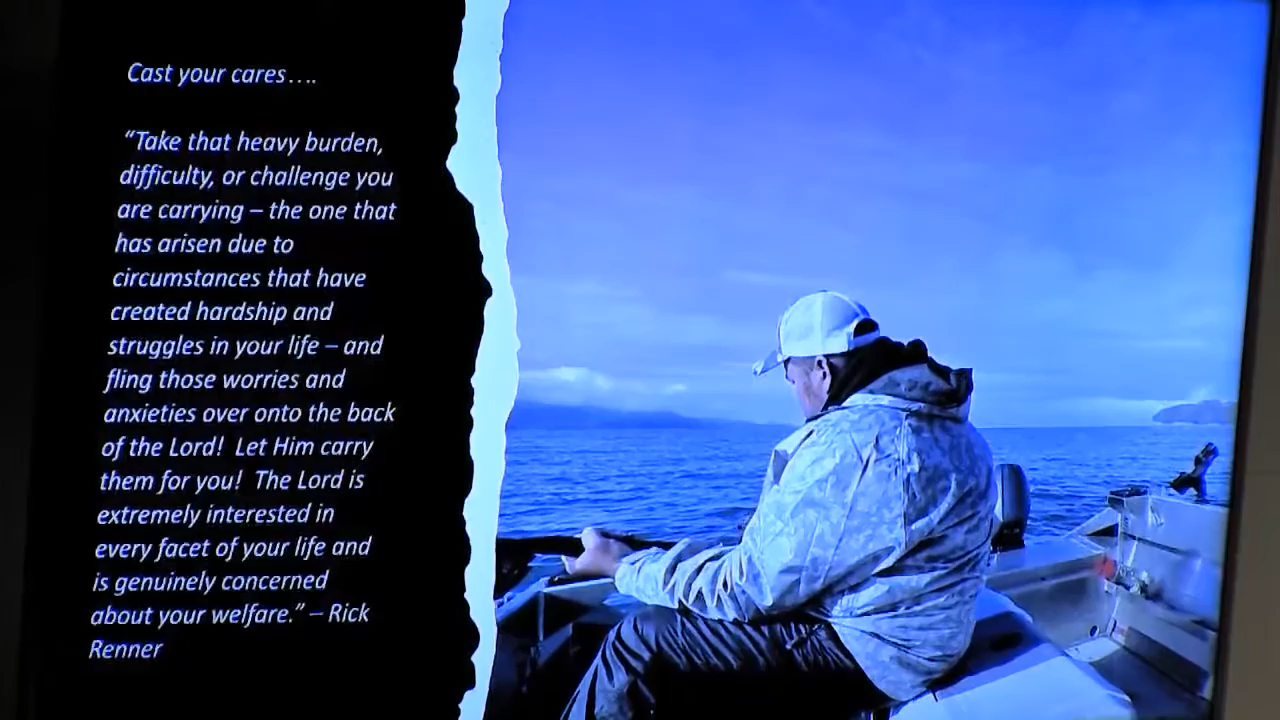 Cast your cares....
“Take that heavy burden,
difficulty, or challenge you
are carrying – the one that
has arisen due to
circumstances that have
created hardship and
struggles in your life – and
fling those worries and
anxieties over onto the back
of the Lord!  Let Him carry
them for you!  The Lord is
extremely interested in
every facet of your life and
is genuinely concerned
about your welfare.” – Rick
Renner